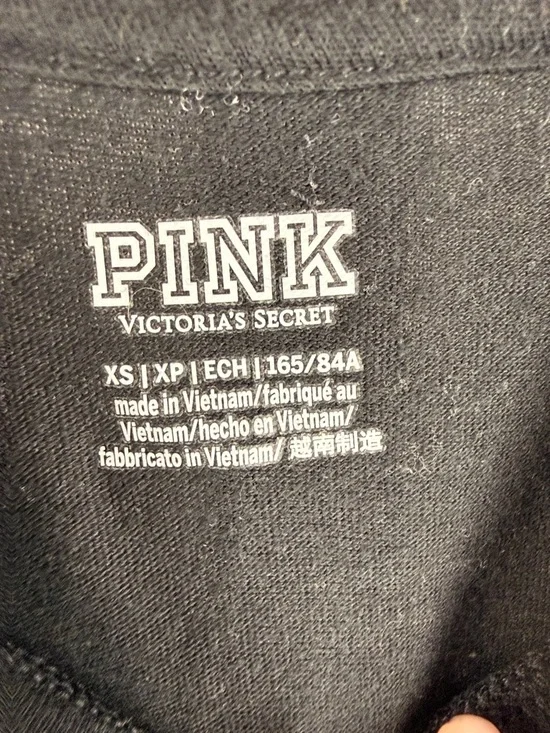 PINK
VICTORIA'S SECRET
XS | XP | ECH | 165/84A
made in Vietnam/fabriqué au
Vietnam/hecho en Vietnam/
fabbricato in Vietnam/ 越南制造